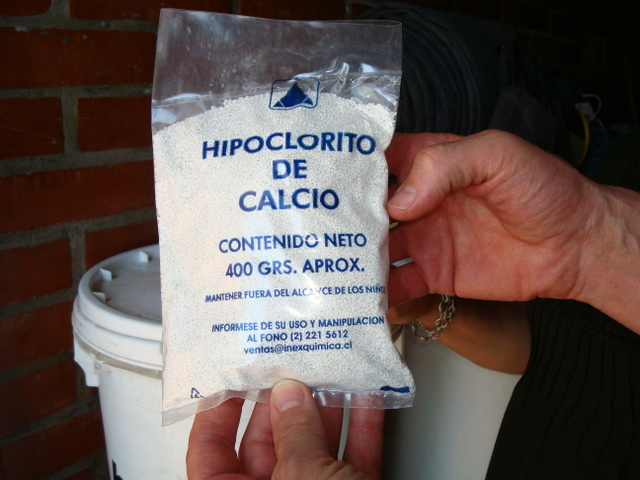 HIPOCLORITO
DE
CALCIO
CONTENIDO NETO
400 GRS. APROX.
MANTENER FUERA DEL ALCANCE DE LOS NIÑOS
INFORMESE DE SU USO Y MANIPULACION
AL FONO (2) 221 5612
ventas@inexquimica.cl